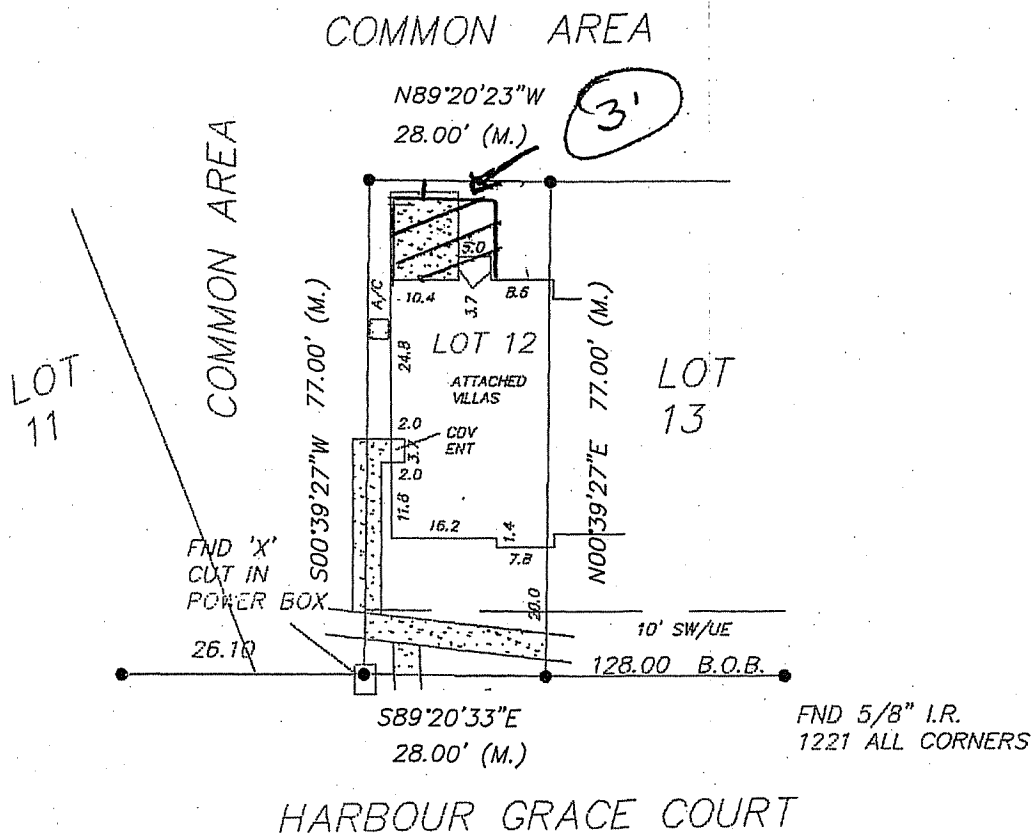 COMMON AREA
N89°20'23"W
28.00' (M.)
3'
COMMON AREA
5.0
10.4
3.7
8.6
A/C
S00°39'27"W 77.00' (M.)
24.8
LOT 12
ATTACHED
VILLAS
N00°39'27"E 77.00' (M.)
LOT
13
LOT
11
2.0
COV
ENT
3.7
2.0
11.8
16.2
1.4
7.8
FND 'X'
CUT IN
POWER BOX
20.0
10' SW/UE
26.10
128.00 B.O.B.
S89°20'33"E
28.00' (M.)
FND 5/8" I.R.
1221 ALL CORNERS
HARBOUR GRACE COURT